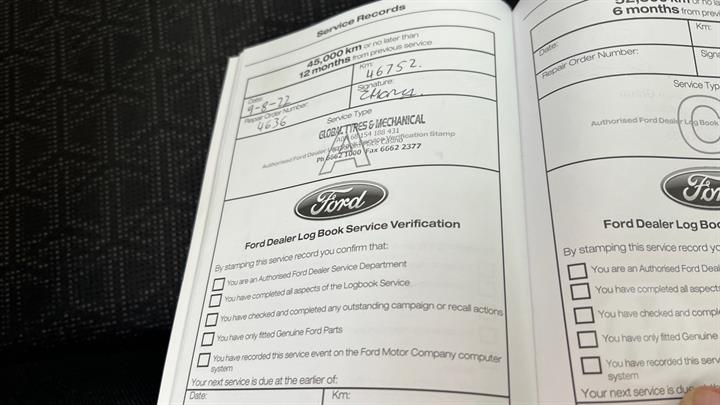 Service Records
45,000 km or no later than
12 months from previous service
Date: 9-8-22
Km: 46752.
Repair Order Number: 4636
Signature:
Service Type
A
GLOBAL TYRES & MECHANICAL
154 188 431
Authorised Ford Dealer Log Book Service Verification Stamp
Ph 6662 1000 Fax 6662 2377
Ford
Ford Dealer Log Book Service Verification
By stamping this service record you confirm that:
You are an Authorised Ford Dealer Service Department
You have completed all aspects of the Logbook Service
You have checked and completed any outstanding campaign or recall actions
You have only fitted Genuine Ford Parts
You have recorded this service event on the Ford Motor Company computer
system
Your next service is due at the earlier of:
Date:
Km:
6 months from previ
Date:
Km:
Repair Order Number:
Sign
Service Typ
Authorised Ford Dealer Log Book
Ford Dealer Log Boo
By stamping this service record yo
You are an Authorised Ford Deal
You have completed all aspects
You have checked and comple
You have only fitted Genuine
You have recorded this serv
system
Your next service is du